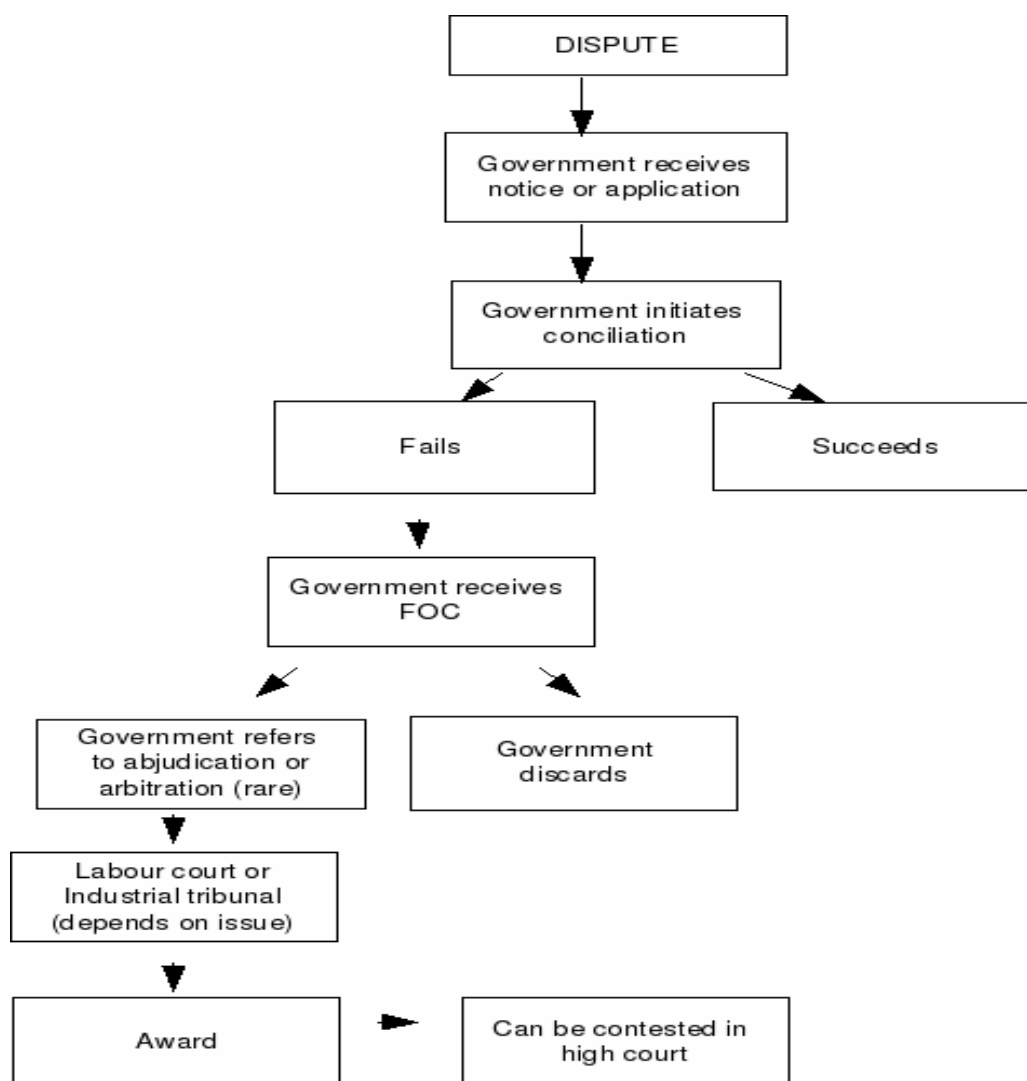 DISPUTE
Government receives
notice or application
Government initiates
conciliation
Fails
Succeeds
Government receives
FOC
Government refers
to abjudication or
arbitration (rare)
Government
discards
Labour court or
Industrial tribunal
(depends on issue)
Award
Can be contested in
high court